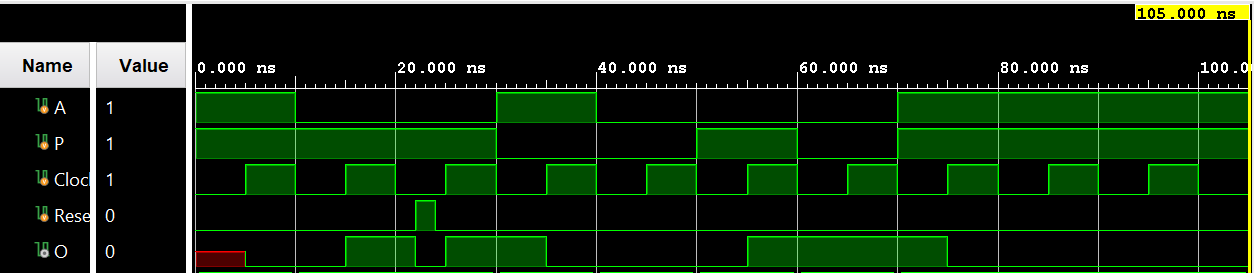 105.000 ns
Name Value 0.000 ns 20.000 ns 40.000 ns 60.000 ns 80.000 ns 100.0
A 1
P 1
Cloc 1
Rese 0
O 0